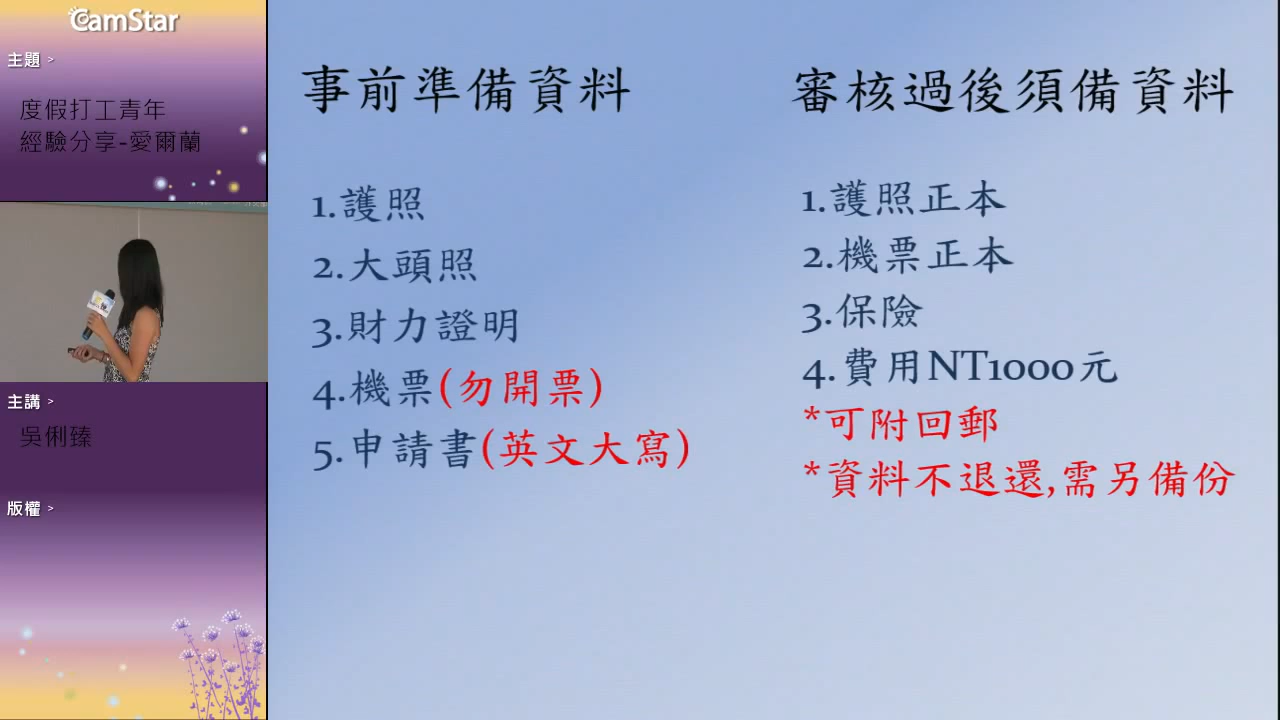 CamStar
主題 >
度假打工青年
經驗分享-愛爾蘭
主講 >
吳俐臻
版權 >
事前準備資料
1.護照
2.大頭照
3.財力證明
4.機票(勿開票)
5.申請書(英文大寫)
審核過後須備資料
1.護照正本
2.機票正本
3.保險
4.費用NT1000元
*可附回郵
*資料不退還,需另備份